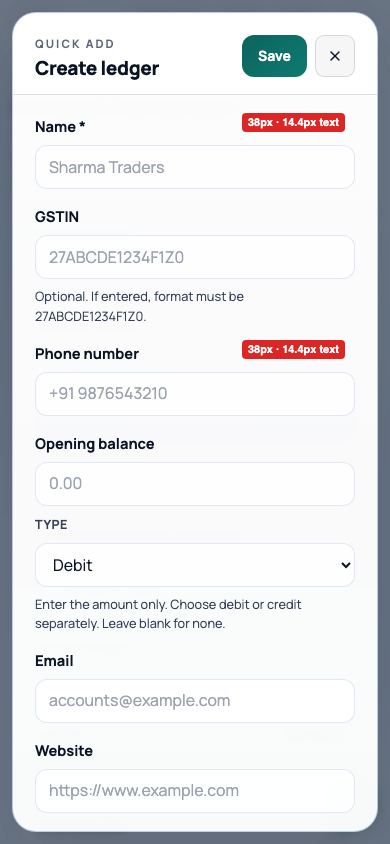 QUICK ADD
Create ledger
Save
×
Name *
38px · 14.4px text
Sharma Traders
GSTIN
27ABCDE1234F1Z0
Optional. If entered, format must be
27ABCDE1234F1Z0.
Phone number
38px · 14.4px text
+91 9876543210
Opening balance
0.00
TYPE
Debit
Enter the amount only. Choose debit or credit
separately. Leave blank for none.
Email
accounts@example.com
Website
https://www.example.com